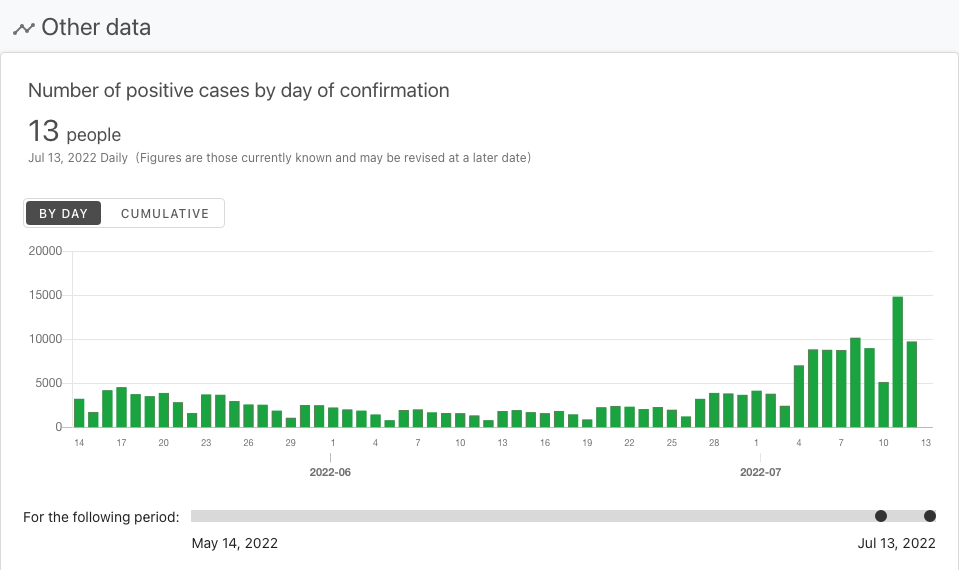 Other data
Number of positive cases by day of confirmation
13 people
Jul 13, 2022 Daily (Figures are those currently known and may be revised at a later date)
BY DAY CUMULATIVE
20000
15000
10000
5000
0
14 17 20 23 26 29 1 4 7 10 13 16 19 22 25 28 1 4 7 10 13
2022-06 2022-07
For the following period:
May 14, 2022 Jul 13, 2022